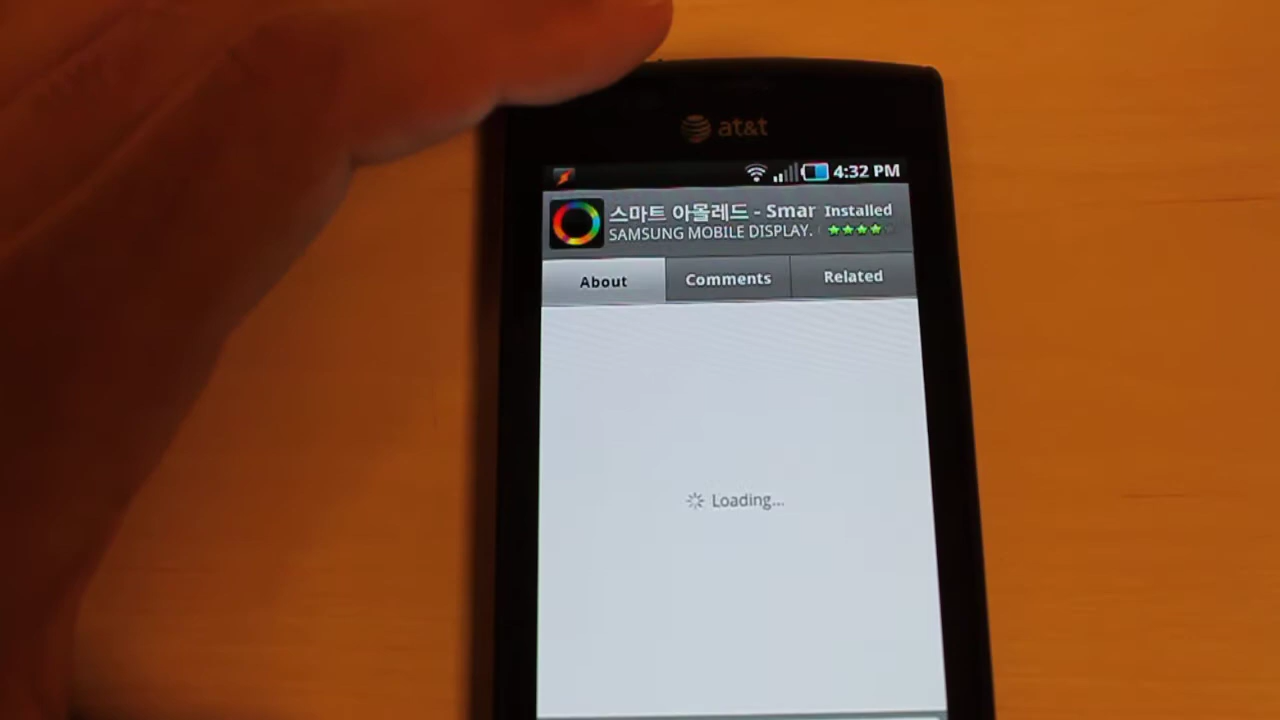 at&t
4:32 PM
스마트 아몰레드 - Smar
Installed
SAMSUNG MOBILE DISPLAY.
About
Comments
Related
Loading...